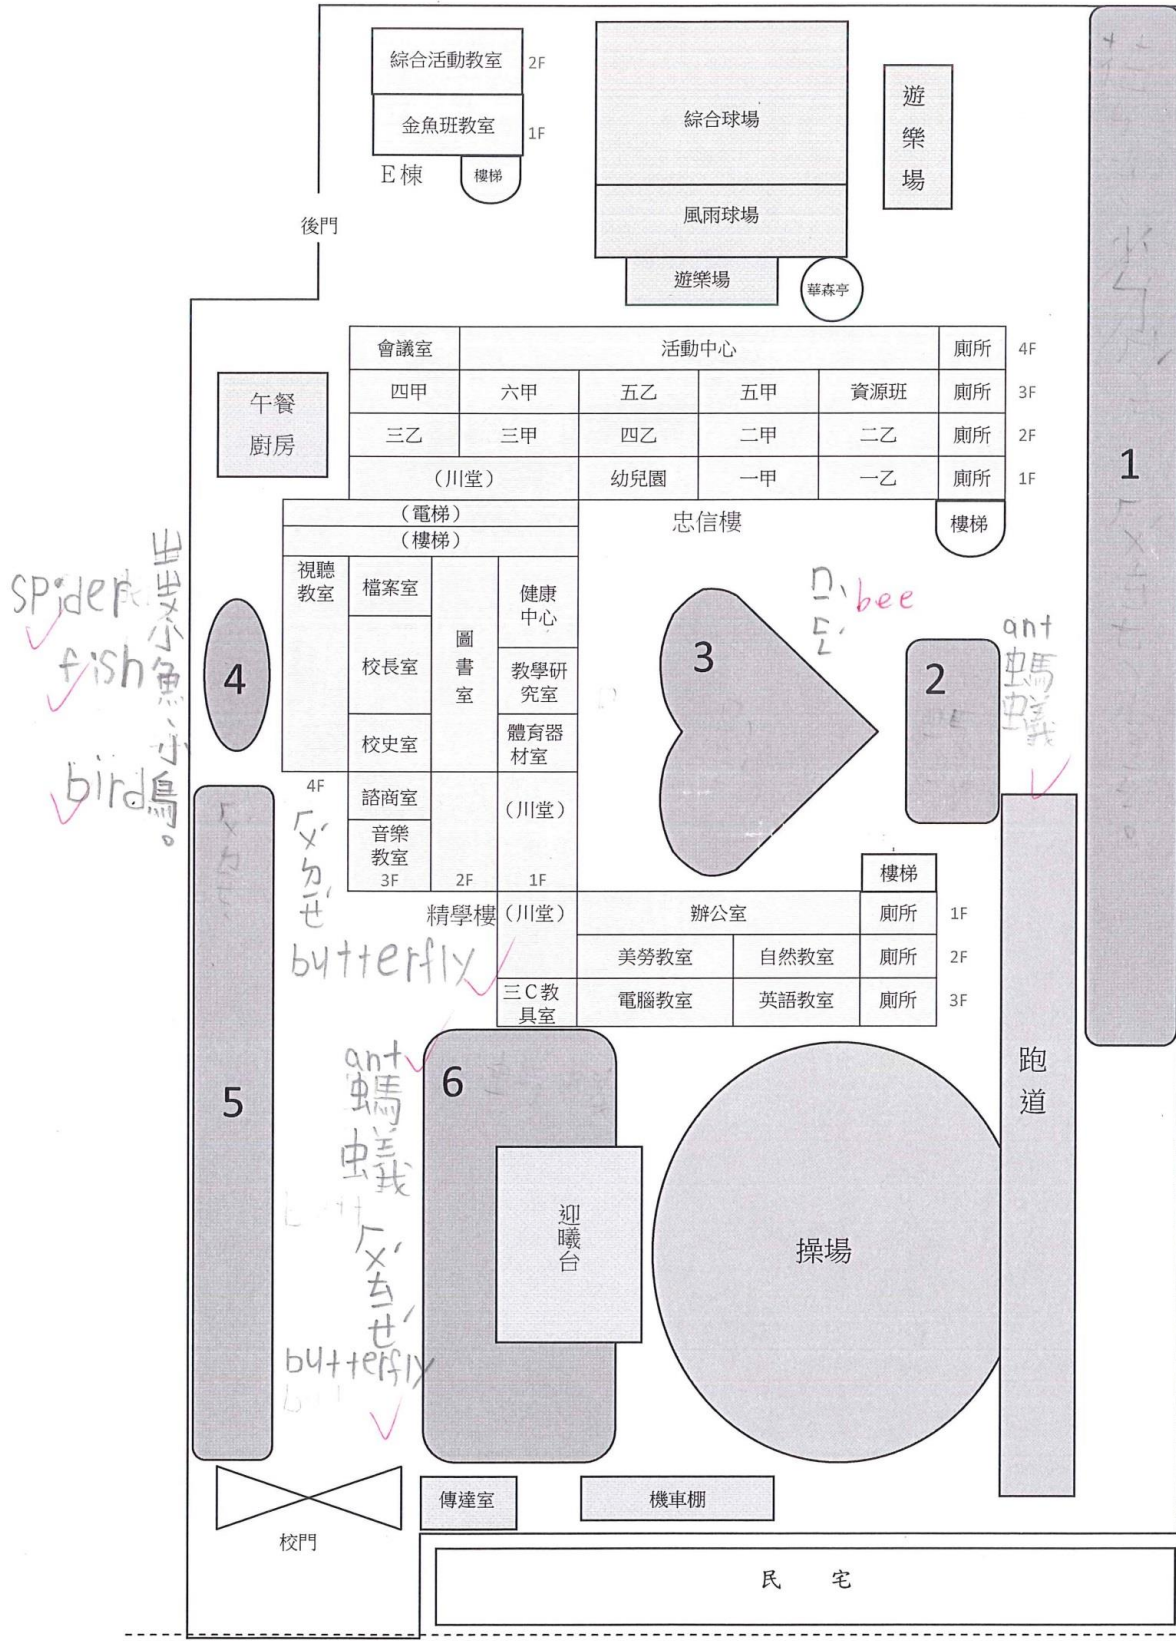 綜合活動教室 2F
金魚班教室 1F
E棟
樓梯
綜合球場
風雨球場
遊樂場
華森亭
遊樂場
後門
會議室 活動中心 廁所 4F
四甲 六甲 五乙 五甲 資源班 廁所 3F
三乙 三甲 四乙 二甲 二乙 廁所 2F
(川堂) 幼兒園 一甲 一乙 廁所 1F
午餐
廚房
(電梯)
(樓梯)
忠信樓
樓梯
1
視聽
教室
4F
檔案室
校長室
校史室
諮商室
音樂
教室
3F
圖書室
2F
健康
中心
教學研
究室
體育器
材室
(川堂)
1F
spider
fish
bird
小魚、小鳥。
4
3
bee
2
ant
螞蟻
ㄏㄨˊ
ㄉㄧㄝˊ
butterfly
精學樓
樓梯
(川堂) 辦公室 廁所 1F
美勞教室 自然教室 廁所 2F
三C教
具室
電腦教室 英語教室 廁所 3F
5
ant
螞蟻
ㄏㄨˊ
ㄉㄧㄝˊ
butterfly
6
迎曦台
操場
跑道
校門
傳達室
機車棚
民 宅